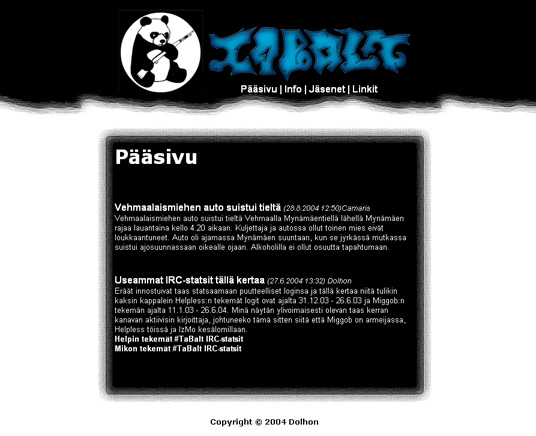 TABALT
Pääsivu | Info | Jäsenet | Linkit
Pääsivu
Vehmaalaismiehen auto suistui tieltä (28.8.2004 12:50)Camaris
Vehmaalaismiehen auto suistui tieltä Vehmaalla Mynämäentiellä lähellä Mynämäen
rajaa lauantaina kello 4.20 aikaan. Kuljettaja ja autossa ollut toinen mies eivät
loukkaantuneet. Auto oli ajamassa Mynämäen suuntaan, kun se jyrkässä mutkassa
suistui ajosuunnassaan oikealle ojaan. Alkoholilla ei ollut osuutta tapahtumaan.
Useammat IRC-statsit tällä kertaa (27.6.2004 13:32) Dolhon
Eräät innostuivat taas statsaamaan puutteelliset loginsa ja tällä kertaa niitä tulikin
kaksin kappalein Helpless:n tekemät logit ovat ajalta 31.12.03 - 26.6.03 ja Miggob:n
tekemän ajalta 11.1.03 - 26.6.04. Minä näytän ylivoimaisesti olevan taas kerran
kanavan aktiivisin kirjoittaja, johtuneeko tämä sitten siitä että Miggob on armeijassa,
Helpless töissä ja IzMo kesälomillaan.
Helpin tekemät #TaBalt IRC-statsit
Mikon tekemät #TaBalt IRC-statsit
Copyright © 2004 Dolhon